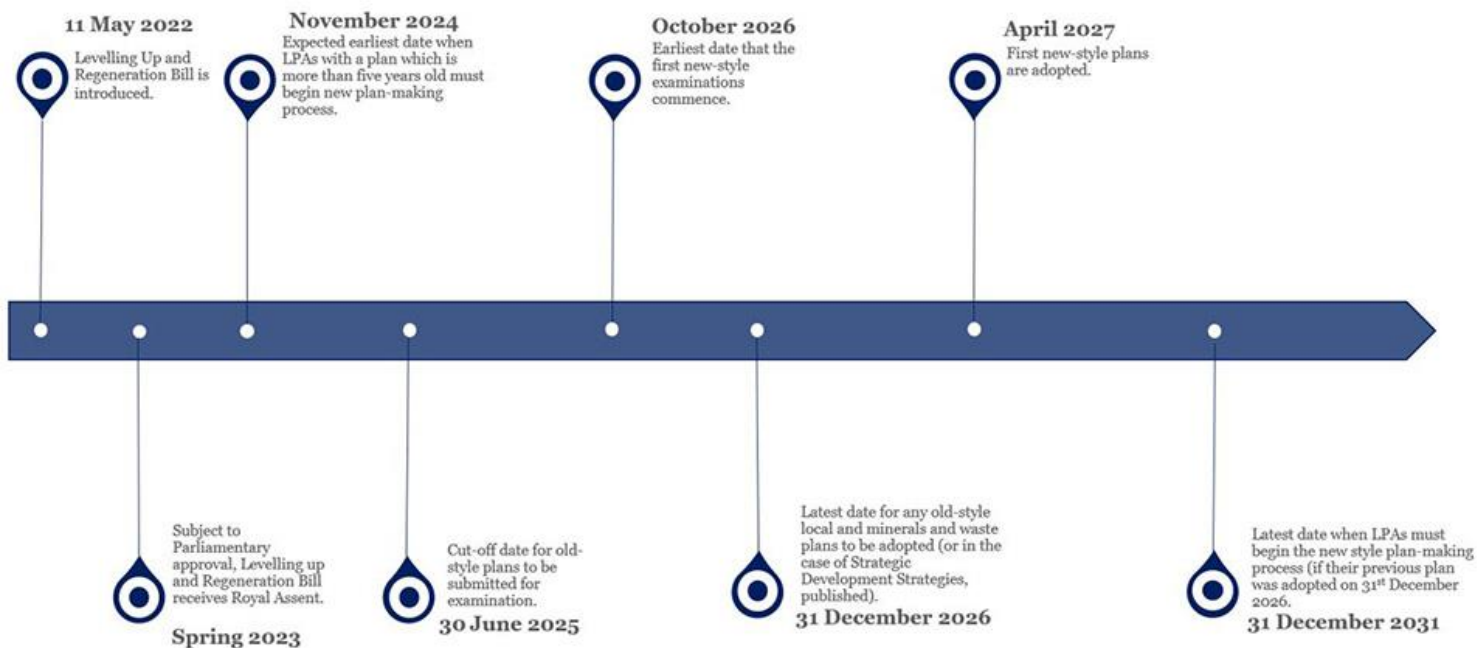 11 May 2022
Levelling Up and
Regeneration Bill is
introduced.
November 2024
Expected earliest date when
LPAs with a plan which is
more than five years old must
begin new plan-making
process.
October 2026
Earliest date that the
first new-style
examinations
commence.
April 2027
First new-style plans
are adopted.
Subject to
Parliamentary
approval, Levelling up
and Regeneration Bill
receives Royal Assent.
Spring 2023
Cut-off date for old-
style plans to be
submitted for
examination.
30 June 2025
Latest date for any old-style
local and minerals and waste
plans to be adopted (or in the
case of Strategic
Development Strategies,
published).
31 December 2026
Latest date when LPAs must
begin the new style plan-making
process (if their previous plan
was adopted on 31st December
2026.
31 December 2031